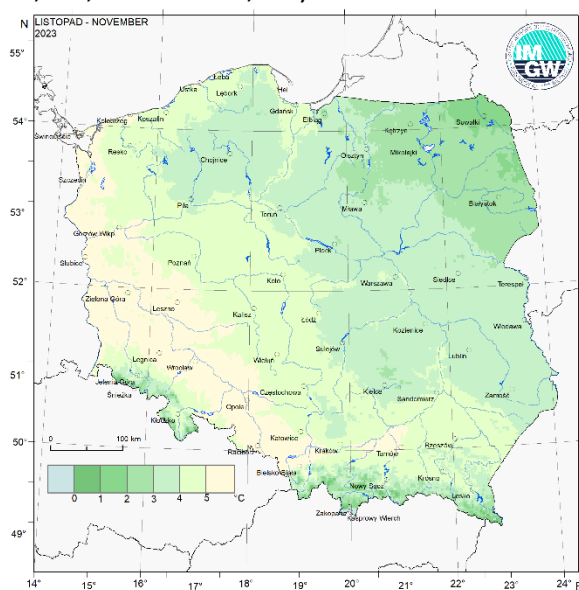 N
LISTOPAD - NOVEMBER
2023
IMGW
55°
Łeba
Ustka
Hel
Lębork
Gdańsk
Kołobrzeg
Koszalin
Elbląg
54°
Świnoujście
Kętrzyn
Suwałki
Resko
Chojnice
Olsztyn
Mikołajki
Szczecin
Piła
53°
Toruń
Mława
Białystok
Gorzów Wlkp.
Płock
Słubice
Poznań
52°
Koło
Warszawa
Siedlce
Terespol
Zielona Góra
Leszno
Kalisz
Łódź
Kozienice
Włodawa
Wieluń
Sulejów
Legnica
Wrocław
Lublin
51°
Jelenia Góra
Śnieżka
Częstochowa
Kielce
Sandomierz
Zamość
Kłodzko
Opole
50°
0 100 km
Racibórz
Katowice
Kraków
Tarnów
Rzeszów
0 1 2 3 4 5 °C
Bielsko-Biała
Nowy Sącz
Krosno
Lesko
Zakopane
Kasprowy Wierch
49°
14° 15° 16° 17° 18° 19° 20° 21° 22° 23° 24°